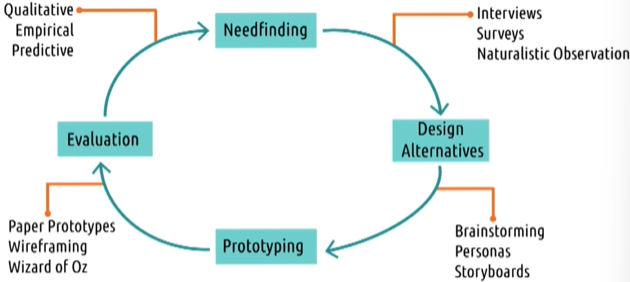 Qualitative
Empirical
Predictive
Needfinding
Interviews
Surveys
Naturalistic Observation
Evaluation
Design
Alternatives
Paper Prototypes
Wireframing
Wizard of Oz
Prototyping
Brainstorming
Personas
Storyboards